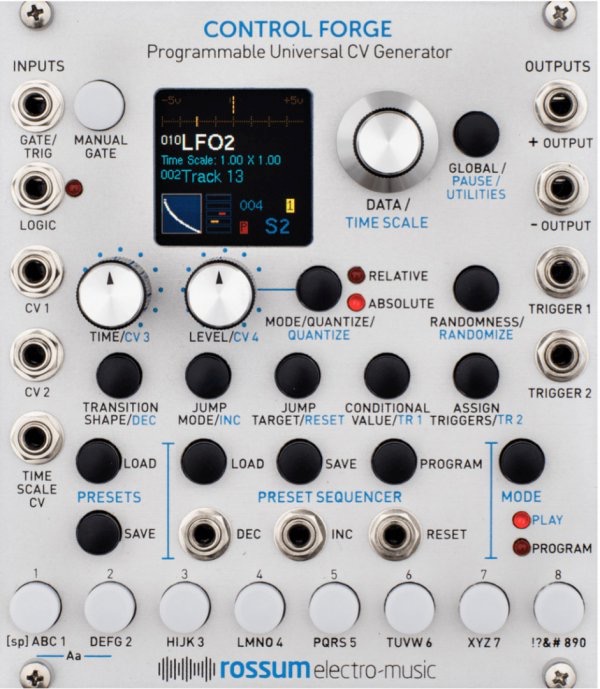 CONTROL FORGE
Programmable Universal CV Generator
INPUTS
OUTPUTS
-5v +5v
010LFO2
Time Scale: 1.00 X 1.00
002Track 13
004 1
P S2
GATE/
TRIG
MANUAL
GATE
LOGIC
DATA /
TIME SCALE
GLOBAL/
PAUSE/
UTILITIES
+ OUTPUT
- OUTPUT
CV 1
TIME/CV 3
LEVEL/CV 4
RELATIVE
ABSOLUTE
MODE/QUANTIZE/
QUANTIZE
RANDOMNESS/
RANDOMIZE
TRIGGER 1
CV 2
TRANSITION
SHAPE/DEC
JUMP
MODE/INC
JUMP
TARGET/RESET
CONDITIONAL
VALUE/TR 1
ASSIGN
TRIGGERS/TR 2
TRIGGER 2
TIME
SCALE
CV
LOAD
PRESETS
SAVE
LOAD SAVE PROGRAM
PRESET SEQUENCER
DEC INC RESET
MODE
PLAY
PROGRAM
1 2 3 4 5 6 7 8
[sp] ABC 1 DEFG 2 HIJK 3 LMNO 4 PQRS 5 TUVW 6 XYZ 7 !?&# 890
Aa
rossum electro-music